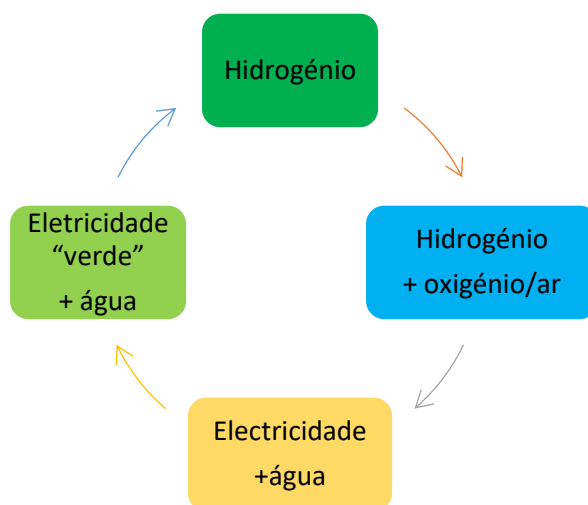 Hidrogénio
Hidrogénio
+ oxigénio/ar
Electricidade
+água
Eletricidade
“verde”
+ água